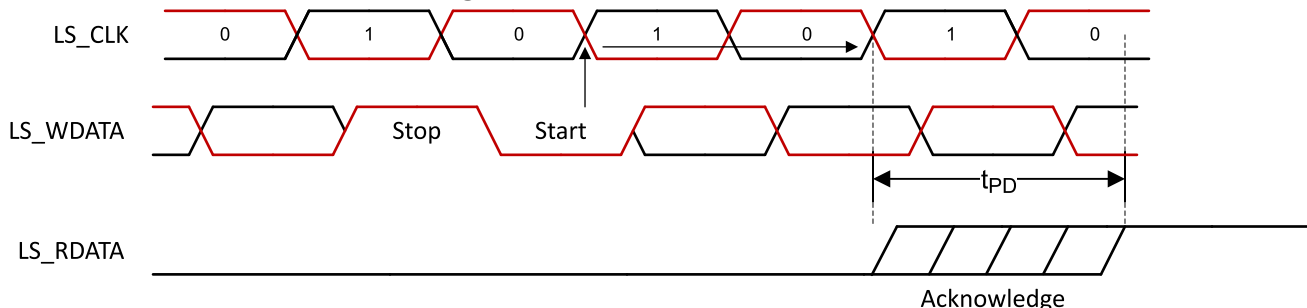 LS_CLK 0 1 0 1 0 1 0
LS_WDATA Stop Start
tPD
LS_RDATA
Acknowledge